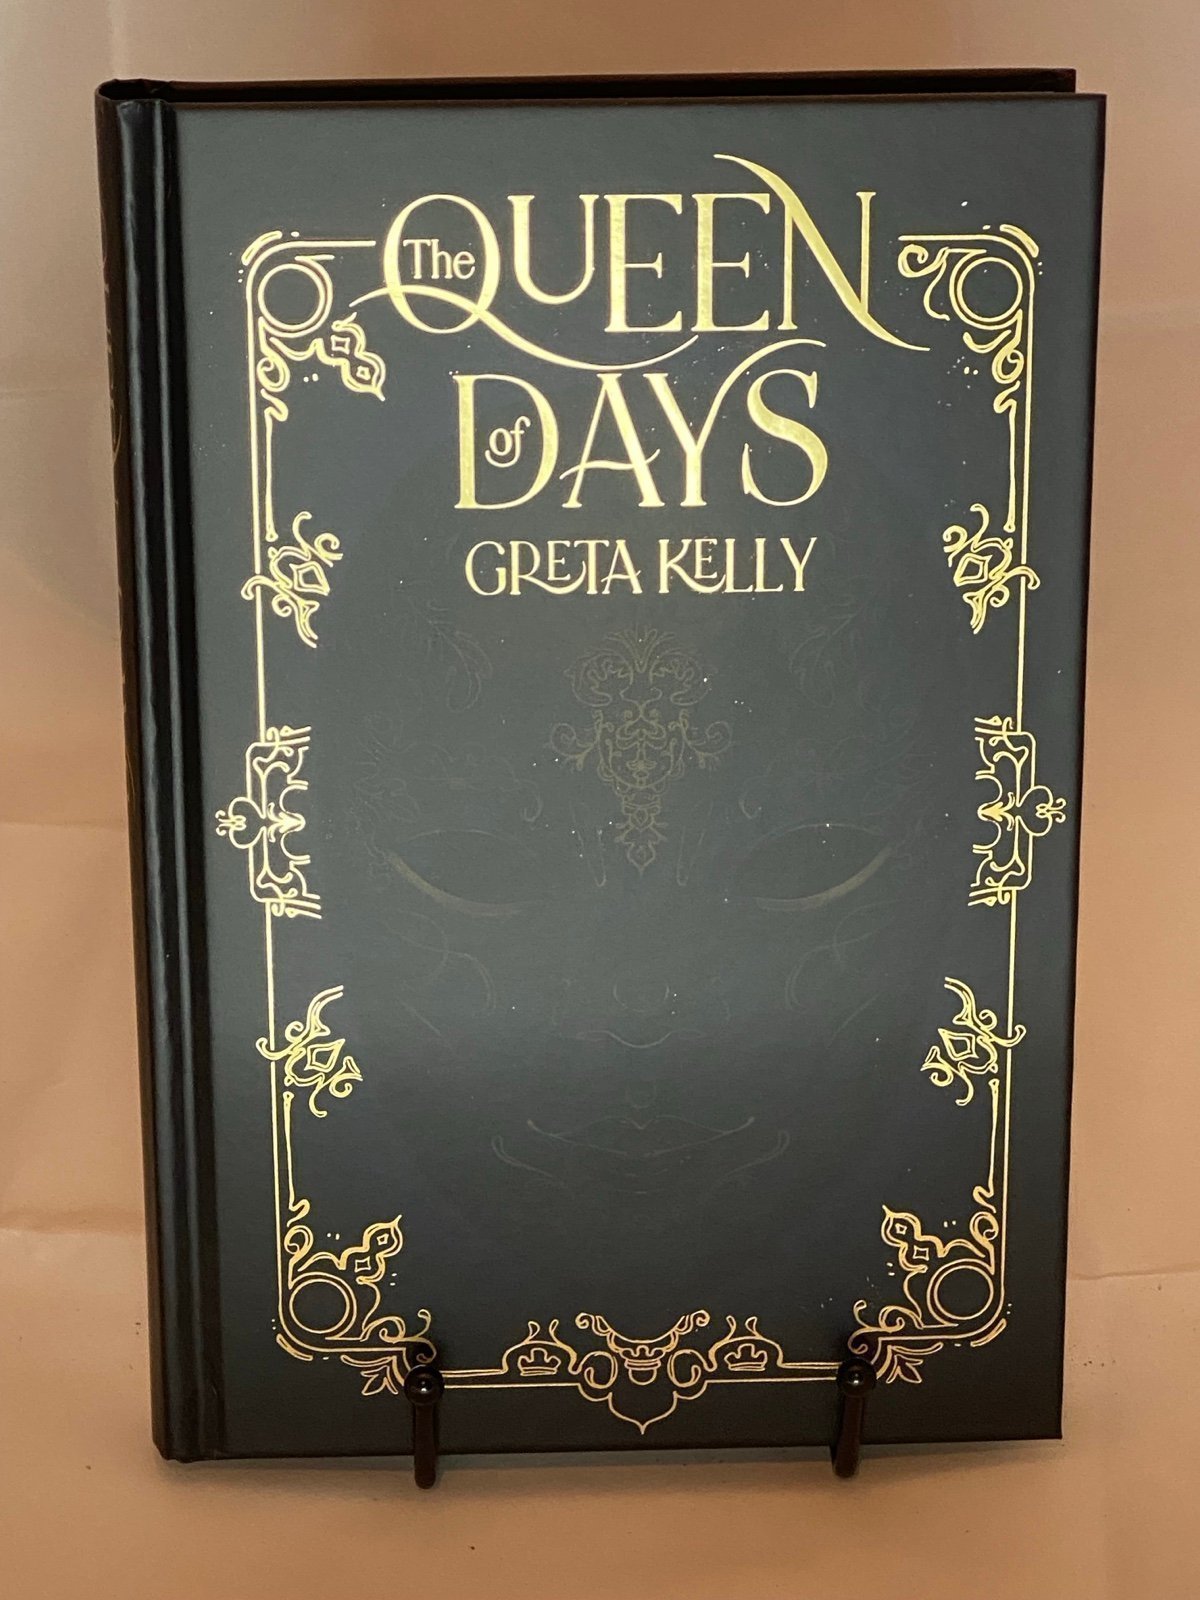 The QUEEN
of DAYS
GRETA KELLY